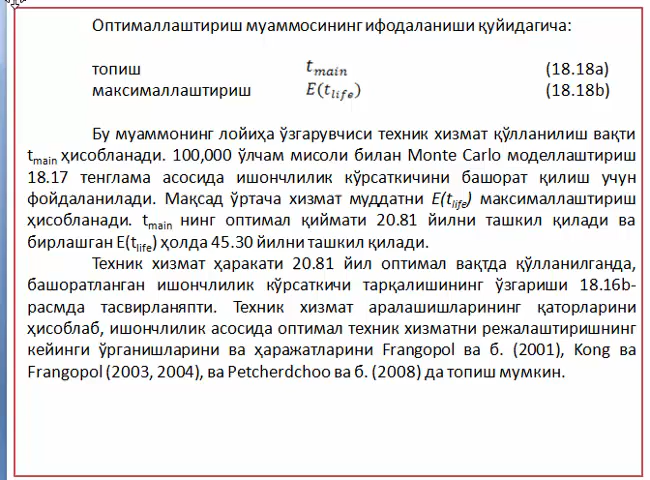 Оптималлаштириш муаммосининг ифодаланиши қуйидагича:
топиш t_main (18.18a)
максималлаштириш E(t_life) (18.18b)
Бу муаммонинг лойиҳа ўзгарувчиси техник хизмат қўлланилиш вақти
t_main ҳисобланади. 100,000 ўлчам мисоли билан Monte Carlo моделлаштириш
18.17 тенглама асосида ишончлилик кўрсаткичини башорат қилиш учун
фойдаланилади. Мақсад ўртача хизмат муддатни E(t_life) максималлаштириш
ҳисобланади. t_main нинг оптимал қиймати 20.81 йилни ташкил қилади ва
бирлашган E(t_life) ҳолда 45.30 йилни ташкил қилади.
Техник хизмат ҳаракати 20.81 йил оптимал вақтда қўлланилганда,
башоратланган ишончлилик кўрсаткичи тарқалишининг ўзгариши 18.16b-
расмда тасвирланяпти. Техник хизмат аралашишларининг қаторларини
ҳисоблаб, ишончлилик асосида оптимал техник хизматни режалаштиришнинг
кейинги ўрганишларини ва ҳаражатларини Frangopol ва б. (2001), Kong ва
Frangopol (2003, 2004), ва Petcherdchoo ва б. (2008) да топиш мумкин.